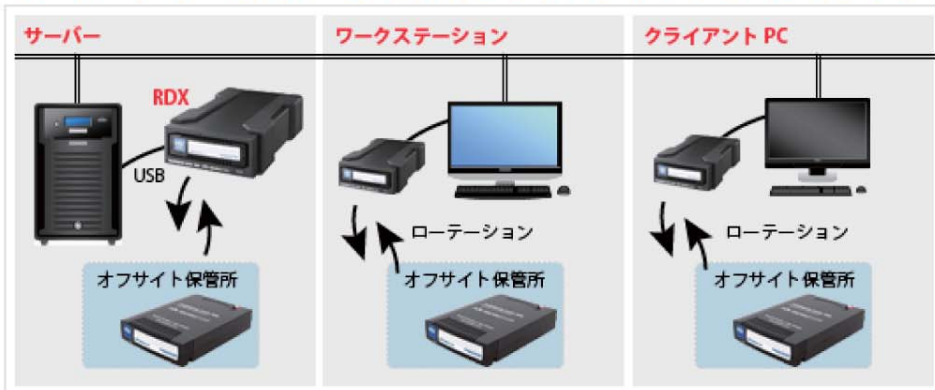 サーバー
ワークステーション
クライアント PC
RDX
USB
ローテーション
ローテーション
オフサイト保管所
オフサイト保管所
オフサイト保管所